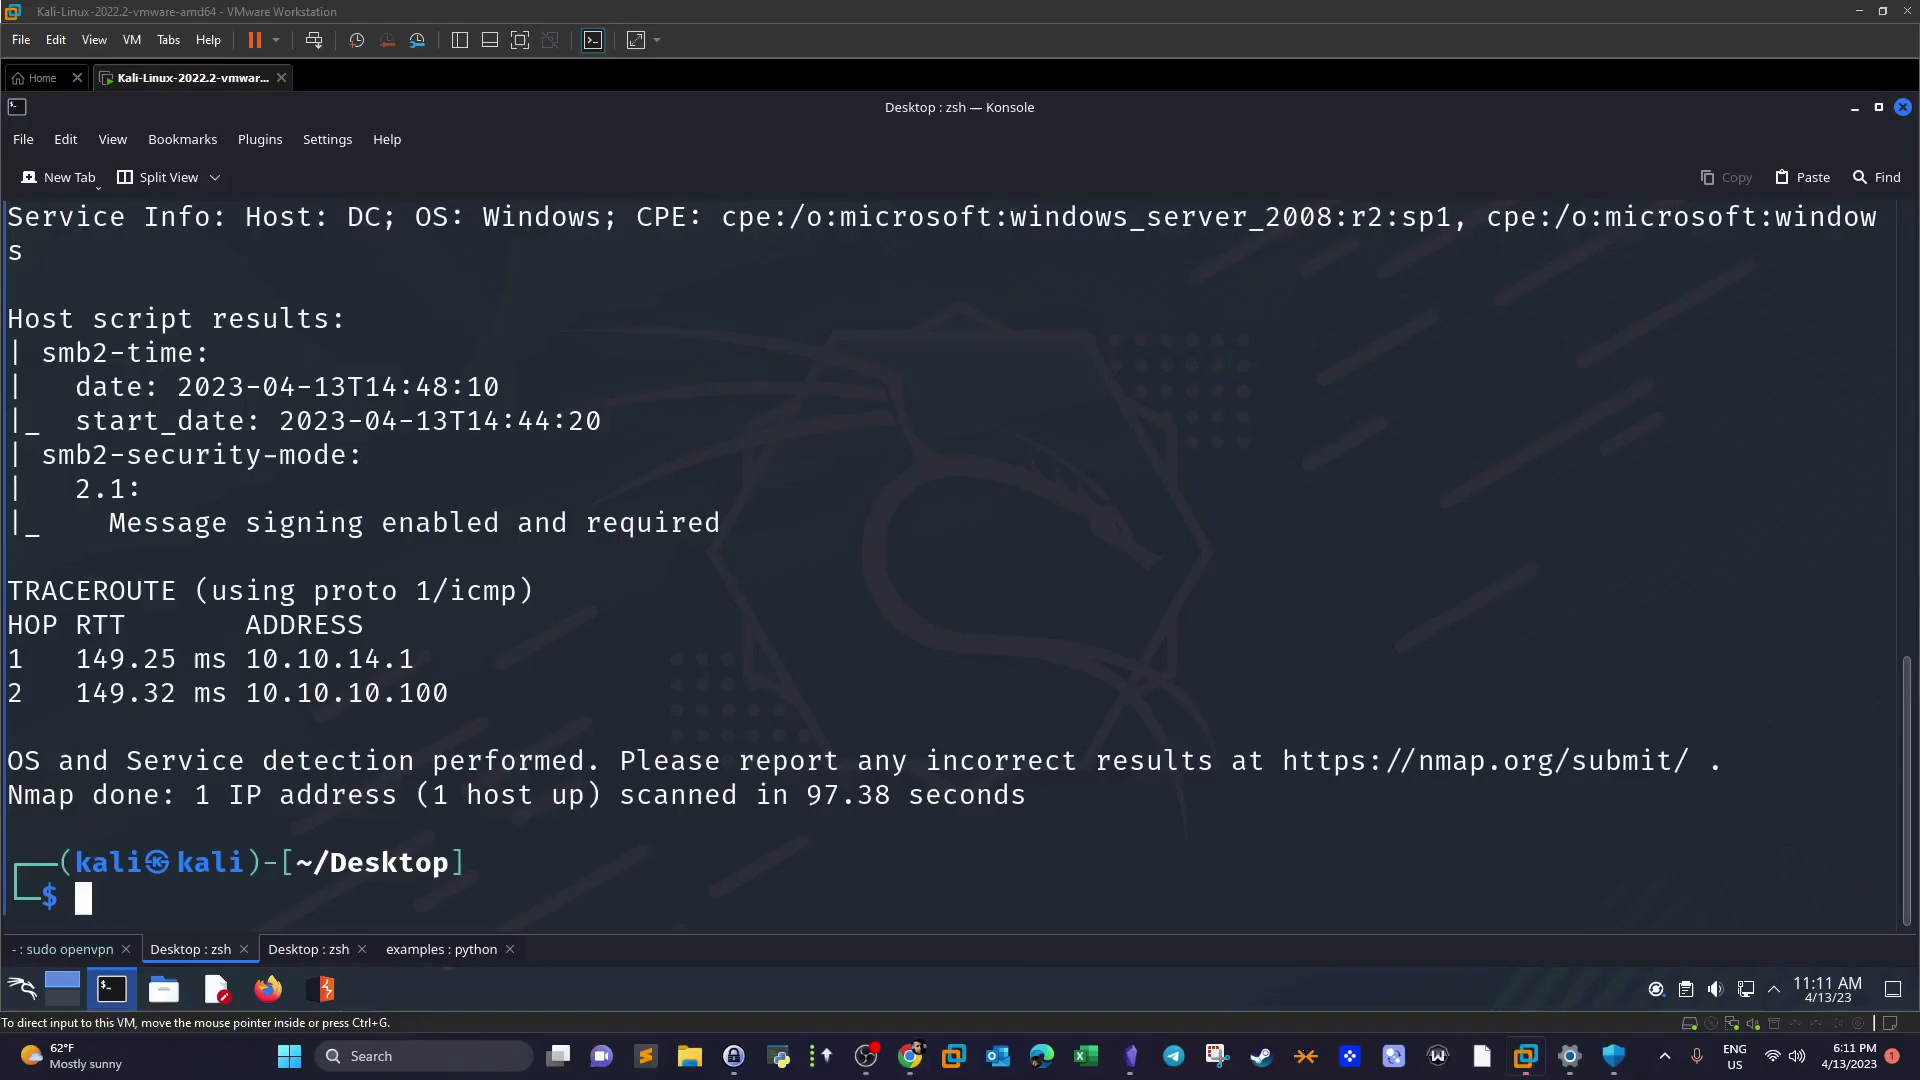 Kali-Linux-2022.2-vmware-amd64 - VMware Workstation
File Edit View VM Tabs Help
Home Kali-Linux-2022.2-vmwar...
Desktop : zsh — Konsole
File Edit View Bookmarks Plugins Settings Help
New Tab Split View Copy Paste Find
Service Info: Host: DC; OS: Windows; CPE: cpe:/o:microsoft:windows_server_2008:r2:sp1, cpe:/o:microsoft:window
s
Host script results:
| smb2-time:
|   date: 2023-04-13T14:48:10
|_  start_date: 2023-04-13T14:44:20
| smb2-security-mode:
|   2.1:
|_    Message signing enabled and required
TRACEROUTE (using proto 1/icmp)
HOP RTT       ADDRESS
1   149.25 ms 10.10.14.1
2   149.32 ms 10.10.10.100
OS and Service detection performed. Please report any incorrect results at https://nmap.org/submit/ .
Nmap done: 1 IP address (1 host up) scanned in 97.38 seconds
┌──(kali㉿kali)-[~/Desktop]
└─$
- : sudo openvpn Desktop : zsh Desktop : zsh examples : python
11:11 AM
4/13/23
To direct input to this VM, move the mouse pointer inside or press Ctrl+G.
62°F
Mostly sunny
Search
ENG
US
6:11 PM
4/13/2023
1